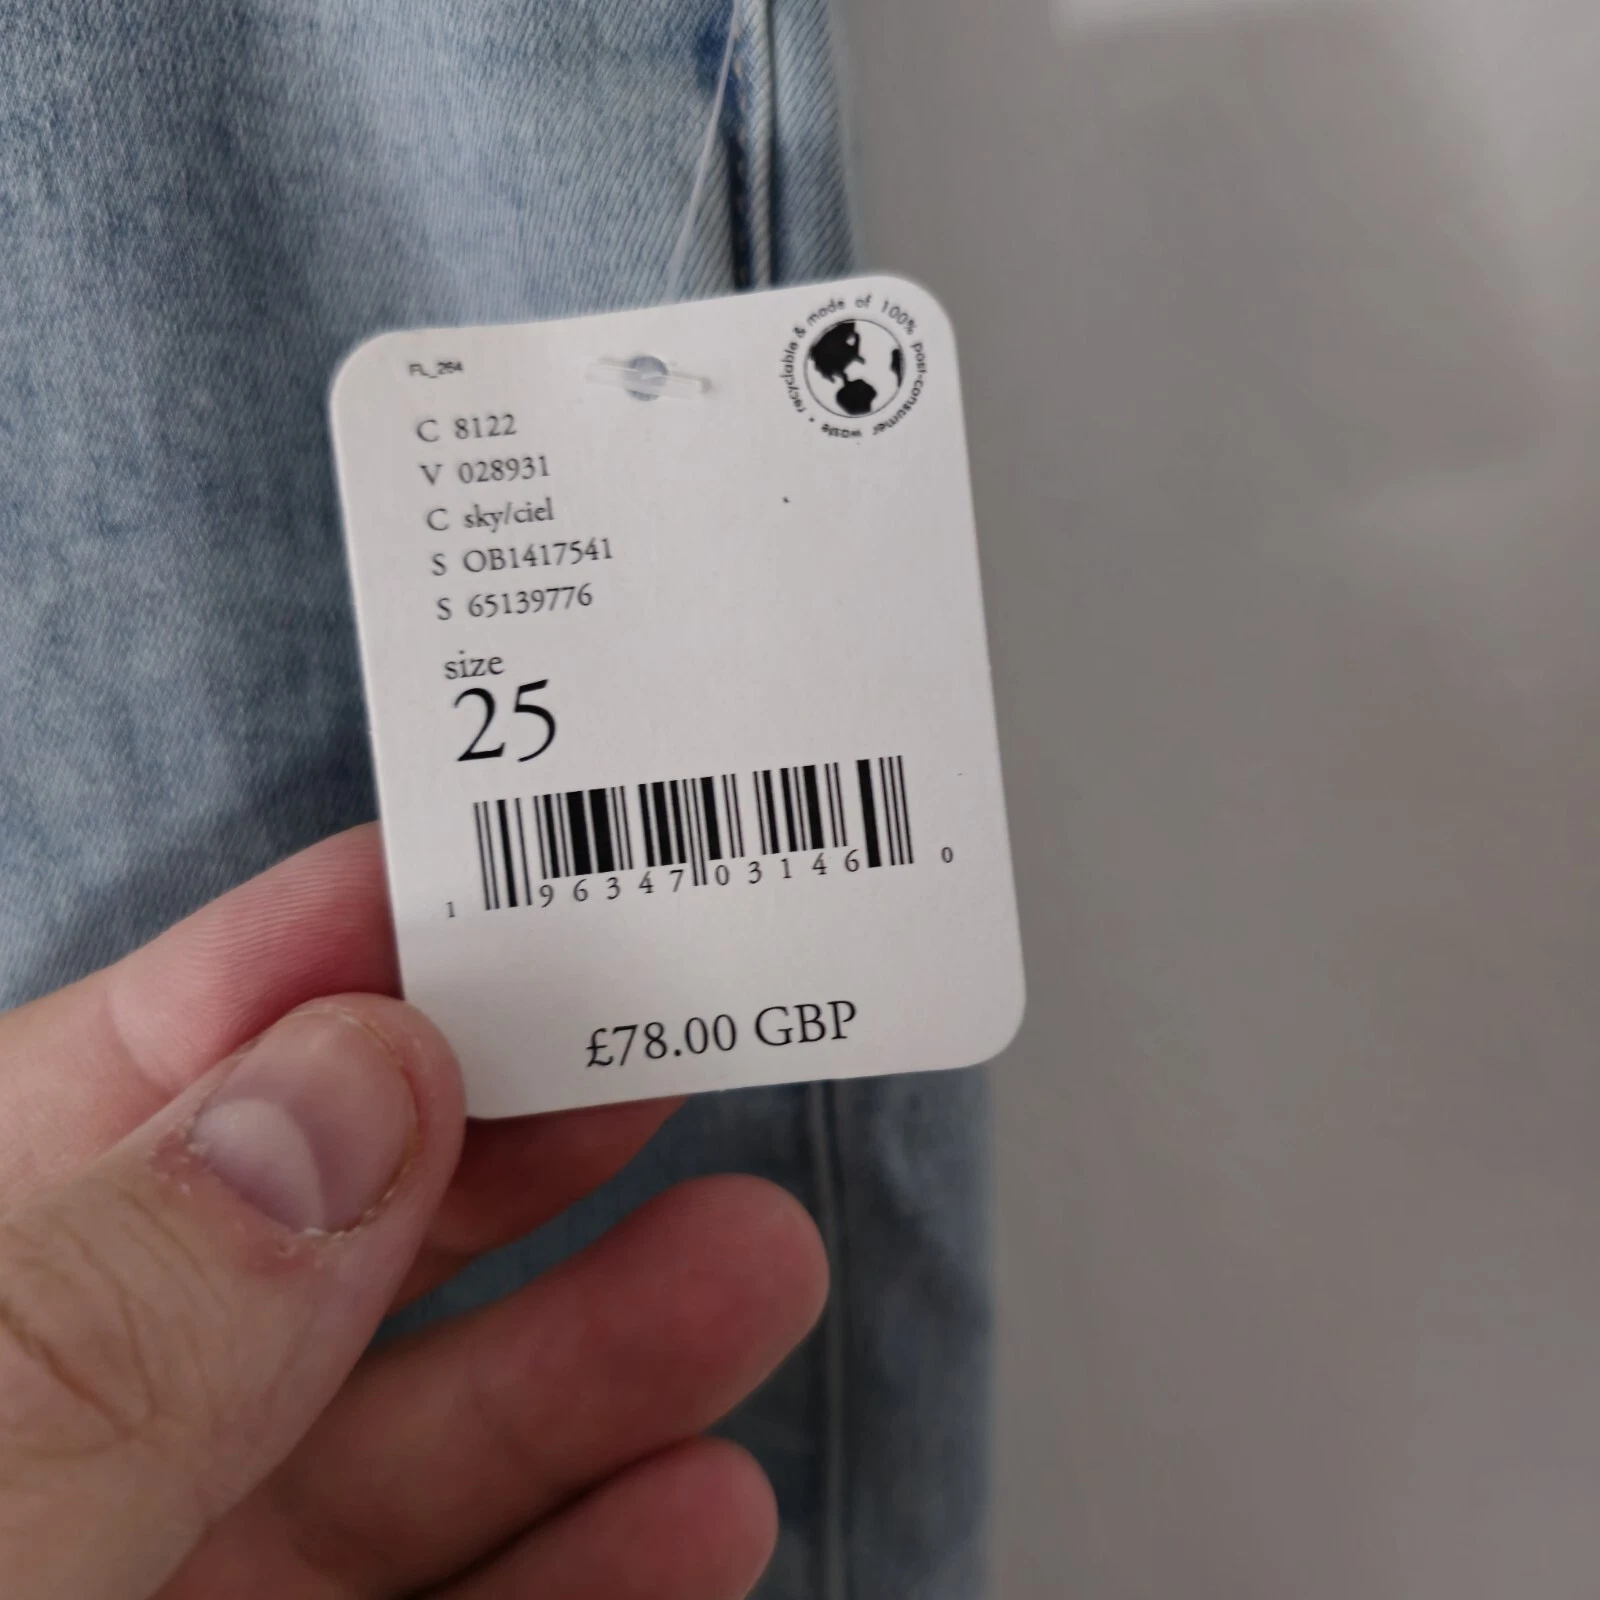 FL_264
recyclable & made of 100% post-consumer waste •
C 8122
V 028931
C sky/ciel
S OB1417541
S 65139776
size
25
1 96347 03146 0
£78.00 GBP